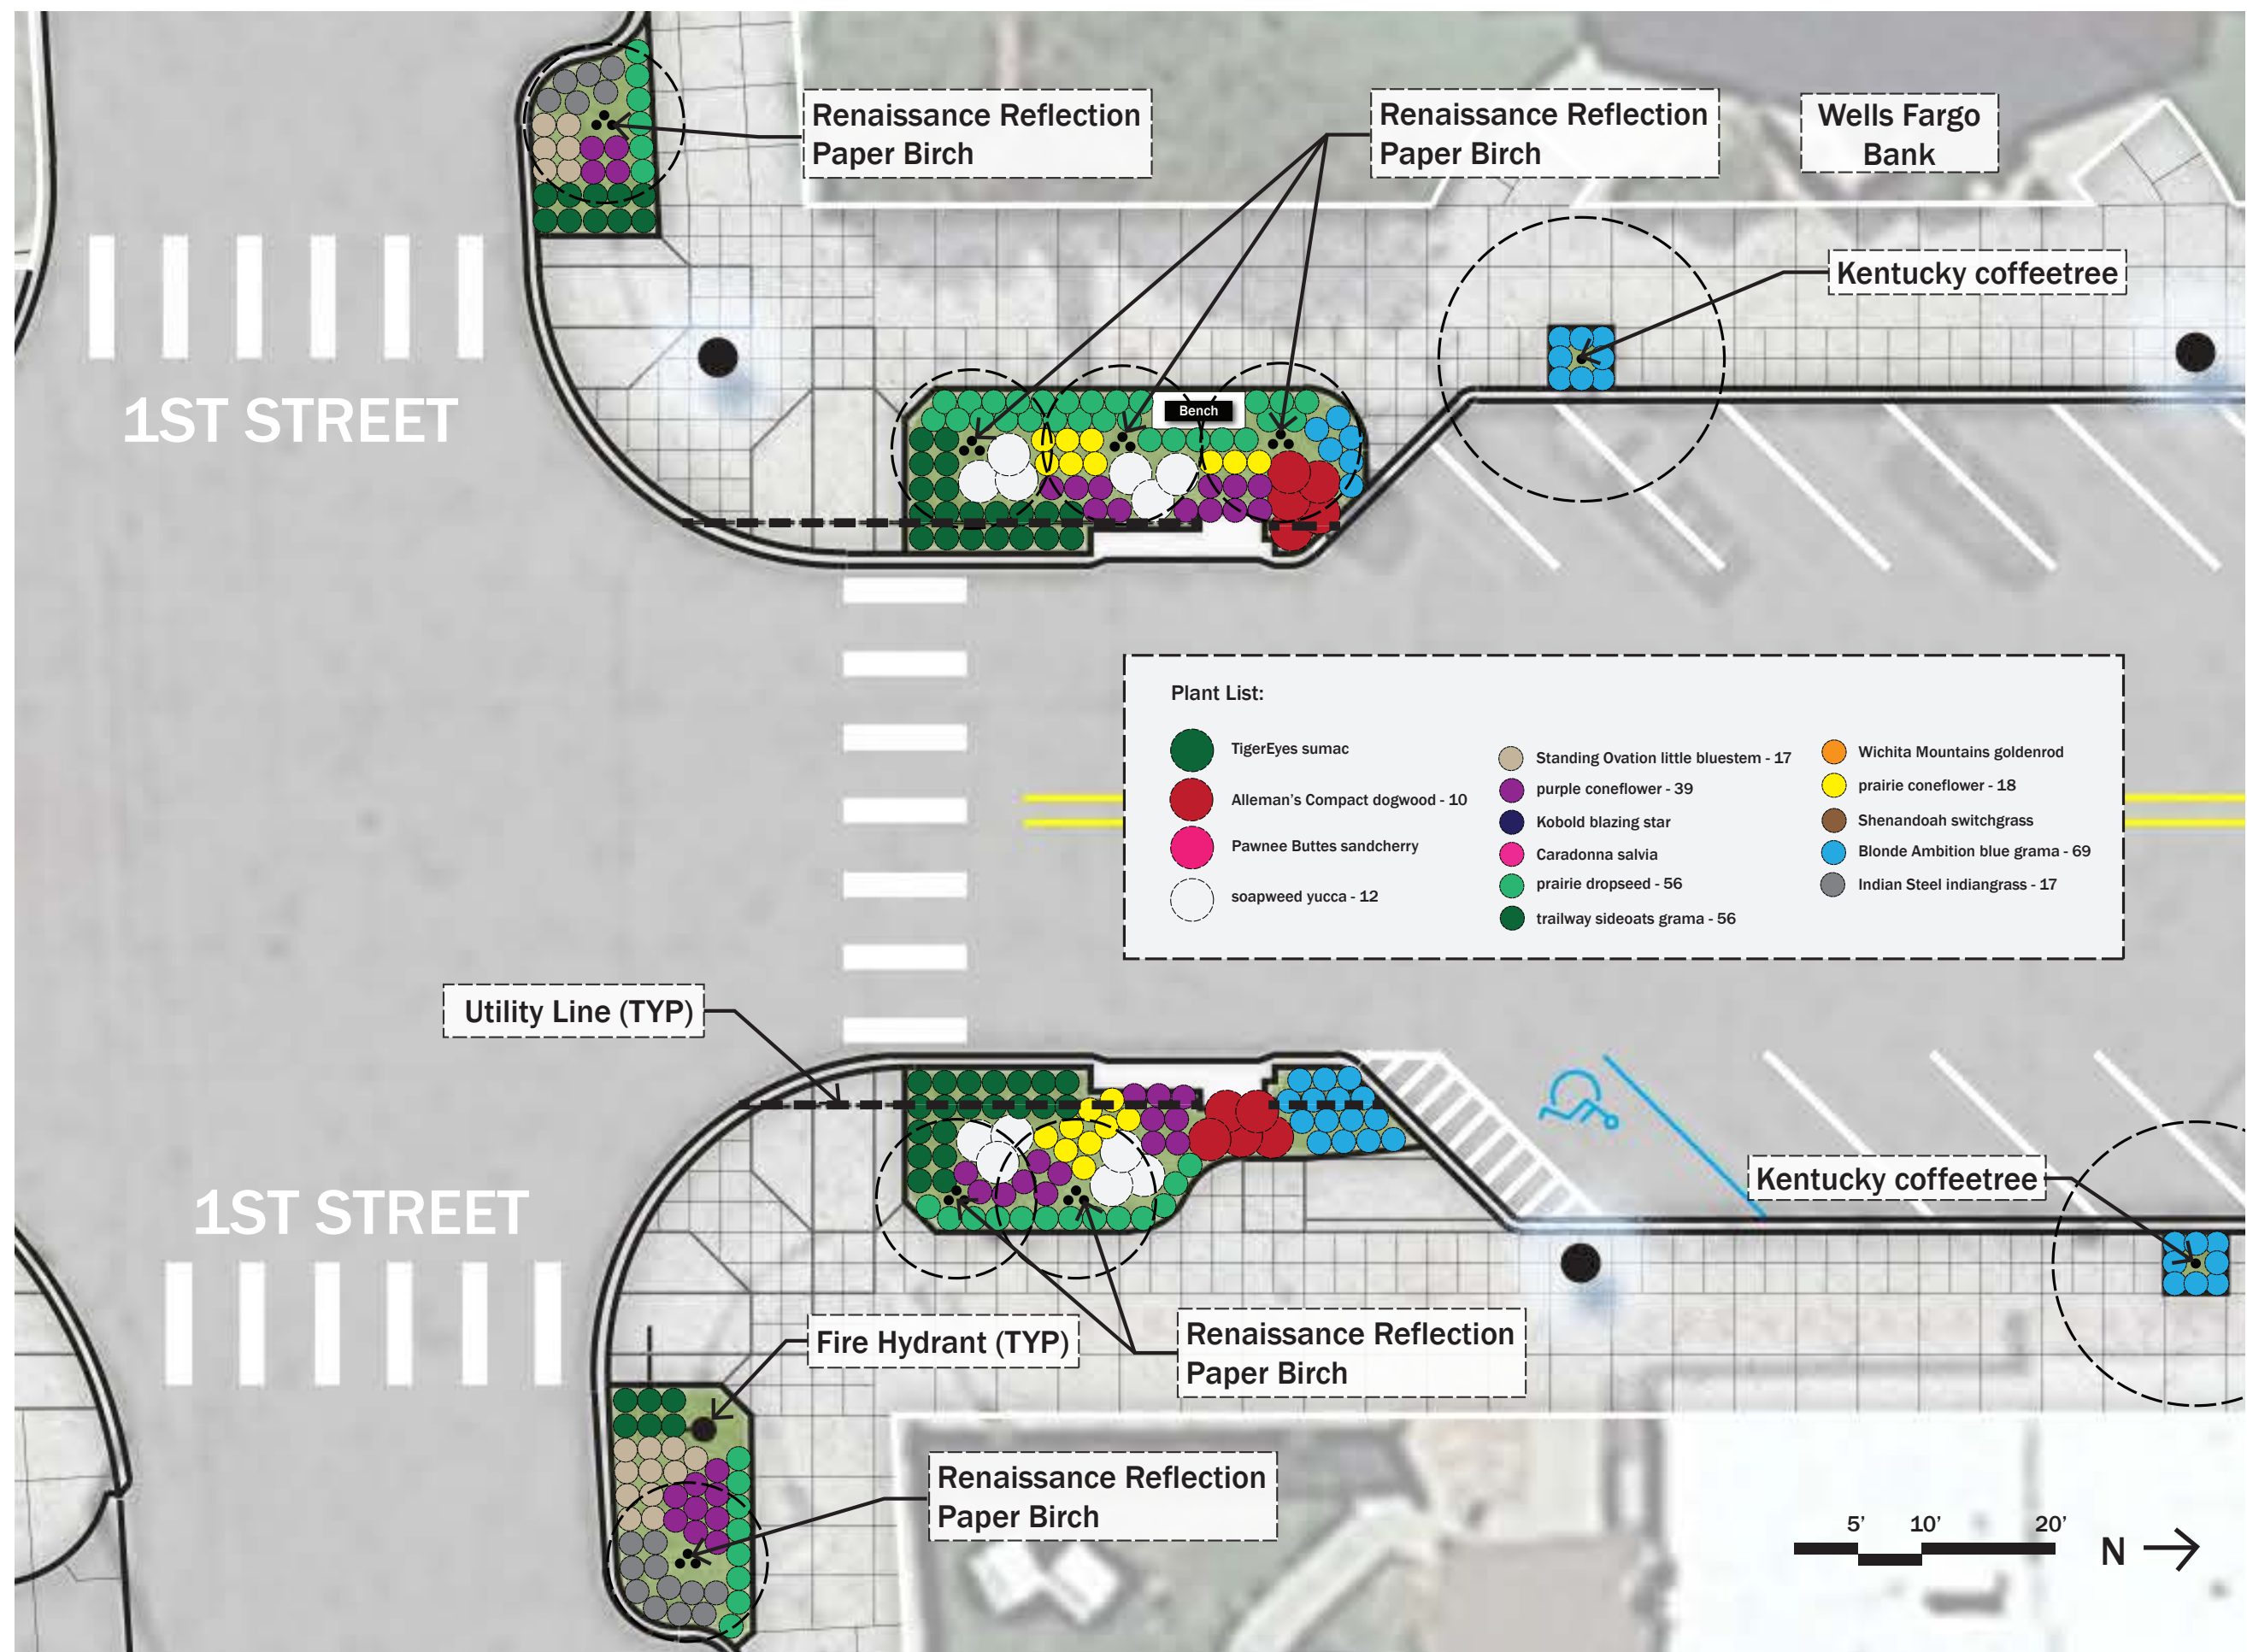 Renaissance Reflection
Paper Birch
Renaissance Reflection
Paper Birch
Wells Fargo
Bank
Kentucky coffeetree
1ST STREET
Bench
Plant List:
TigerEyes sumac
Alleman's Compact dogwood - 10
Pawnee Buttes sandcherry
soapweed yucca - 12
Standing Ovation little bluestem - 17
purple coneflower - 39
Kobold blazing star
Caradonna salvia
prairie dropseed - 56
trailway sideoats grama - 56
Wichita Mountains goldenrod
prairie coneflower - 18
Shenandoah switchgrass
Blonde Ambition blue grama - 69
Indian Steel indiangrass - 17
Utility Line (TYP)
1ST STREET
Kentucky coffeetree
Fire Hydrant (TYP)
Renaissance Reflection
Paper Birch
Renaissance Reflection
Paper Birch
5' 10' 20'
N